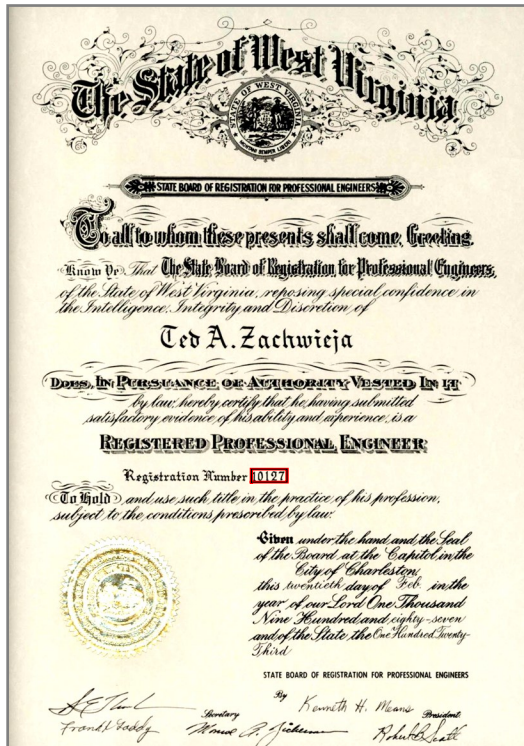 The State of West Virginia
STATE OF WEST VIRGINIA
MONTANI SEMPER LIBERI
STATE BOARD OF REGISTRATION FOR PROFESSIONAL ENGINEERS
To all to whom these presents shall come, Greeting.
Know Ye That The State Board of Registration for Professional Engineers,
of the State of West Virginia, reposing special confidence in
the Intelligence, Integrity and Discretion of
Ted A. Zachwieja
DOES, IN PURSUANCE OF AUTHORITY VESTED IN IT
by law, hereby certify that he, having submitted
satisfactory evidence of his ability and experience, is a
REGISTERED PROFESSIONAL ENGINEER
Registration Number 10127
To Hold and use such title in the practice of his profession,
subject to the conditions prescribed by law.
Given under the hand and the Seal
of the Board at the Capitol in the
City of Charleston;
this twentieth day of Feb. in the
year of our Lord One Thousand
Nine Hundred and eighty-seven
and of the State the One Hundred Twenty-
Third
STATE BOARD OF REGISTRATION FOR PROFESSIONAL ENGINEERS
By Kenneth H. Means President
Secretary